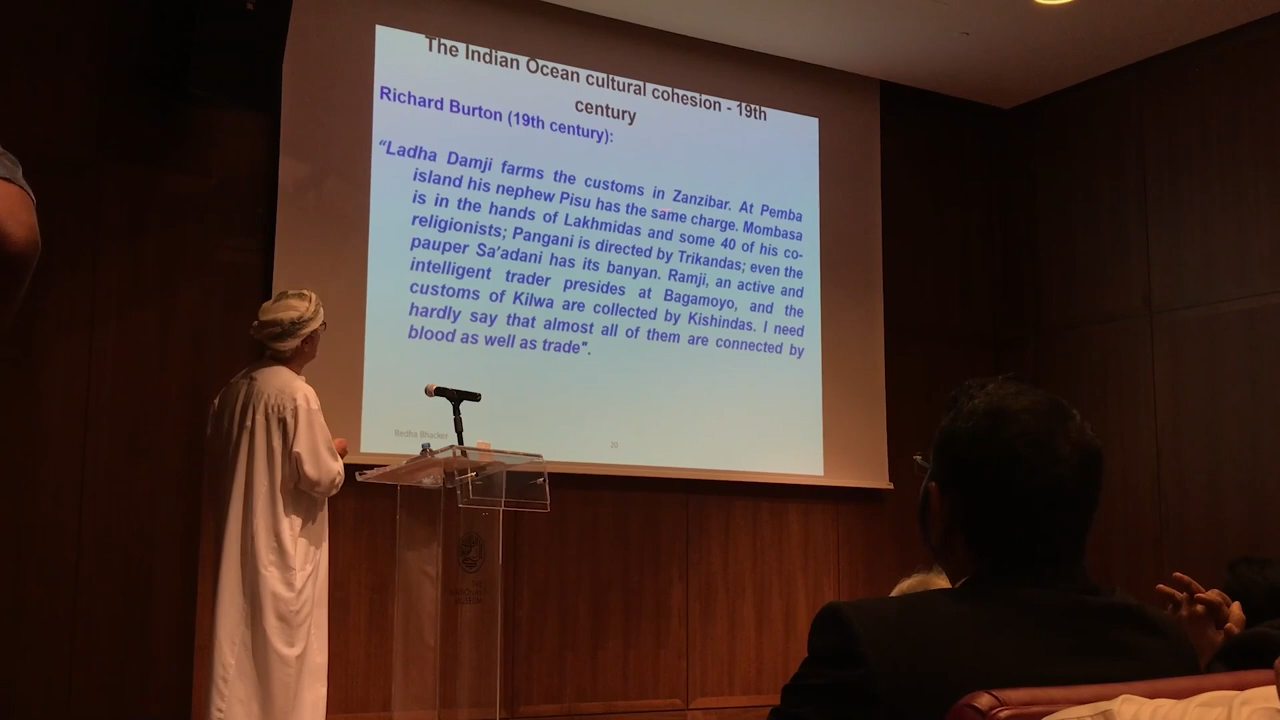 The Indian Ocean cultural cohesion - 19th
century
Richard Burton (19th century):
“Ladha Damji farms the customs in Zanzibar. At Pemba
island his nephew Pisu has the same charge. Mombasa
is in the hands of Lakhmidas and some 40 of his co-
religionists; Pangani is directed by Trikandas; even the
pauper Sa’adani has its banyan. Ramji, an active and
intelligent trader presides at Bagamoyo, and the
customs of Kilwa are collected by Kishindas. I need
hardly say that almost all of them are connected by
blood as well as trade".
Redha Bhacker
THE
NATIONAL
MUSEUM